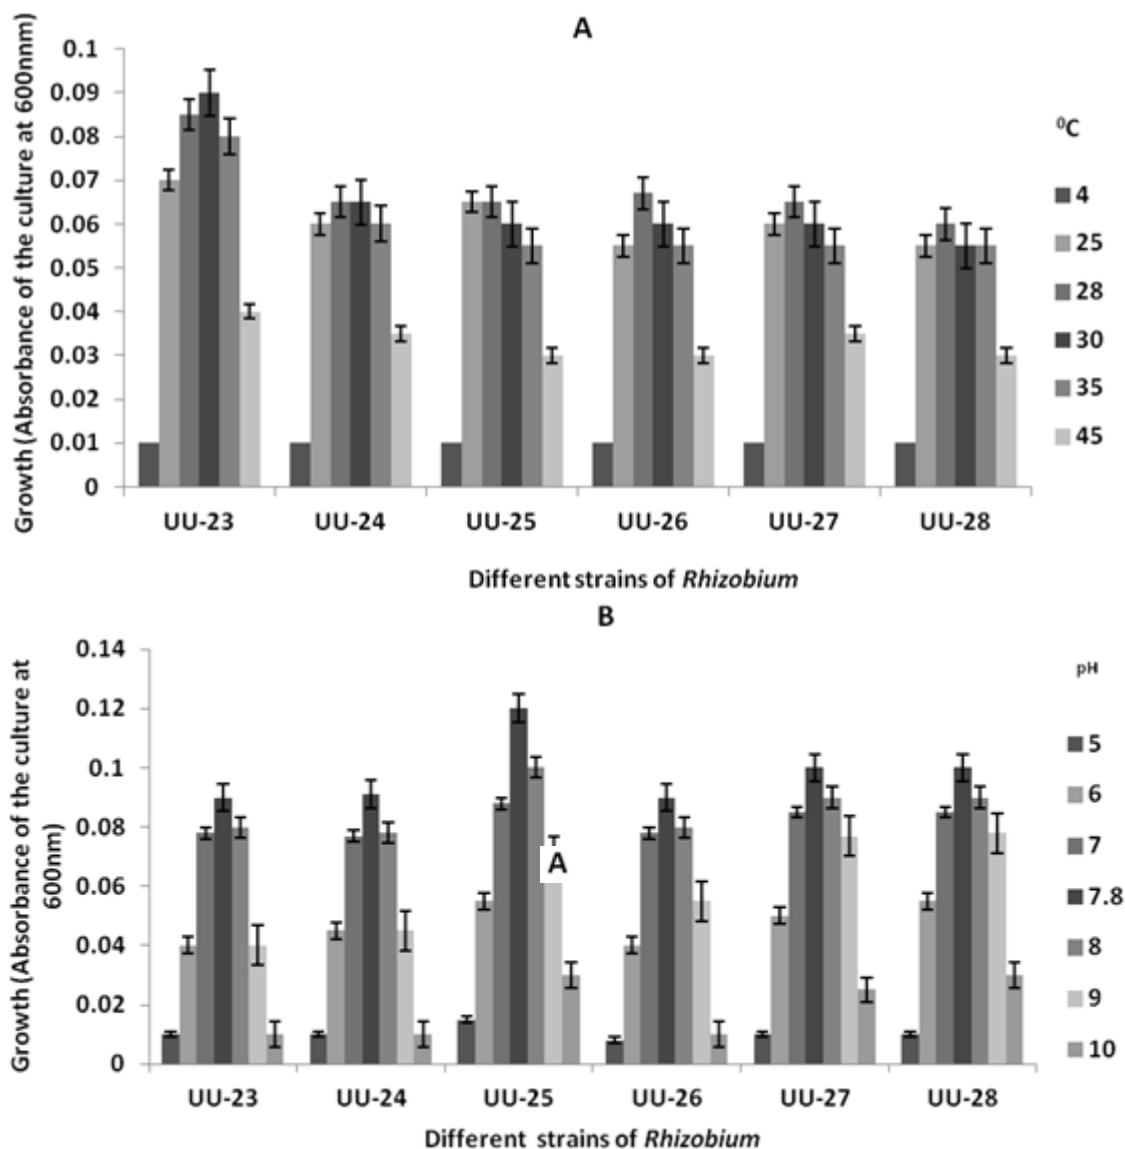 A
Growth (Absorbance of the culture at 600nnm)
0.1
0.09
0.08
0.07
0.06
0.05
0.04
0.03
0.02
0.01
0
UU-23 UU-24 UU-25 UU-26 UU-27 UU-28
Different strains of Rhizobium
⁰C
4
25
28
30
35
45
B
Growth (Absorbance of the culture at
600nm)
0.14
0.12
0.1
0.08
0.06
0.04
0.02
0
A
UU-23 UU-24 UU-25 UU-26 UU-27 UU-28
Different strains of Rhizobium
pH
5
6
7
7.8
8
9
10